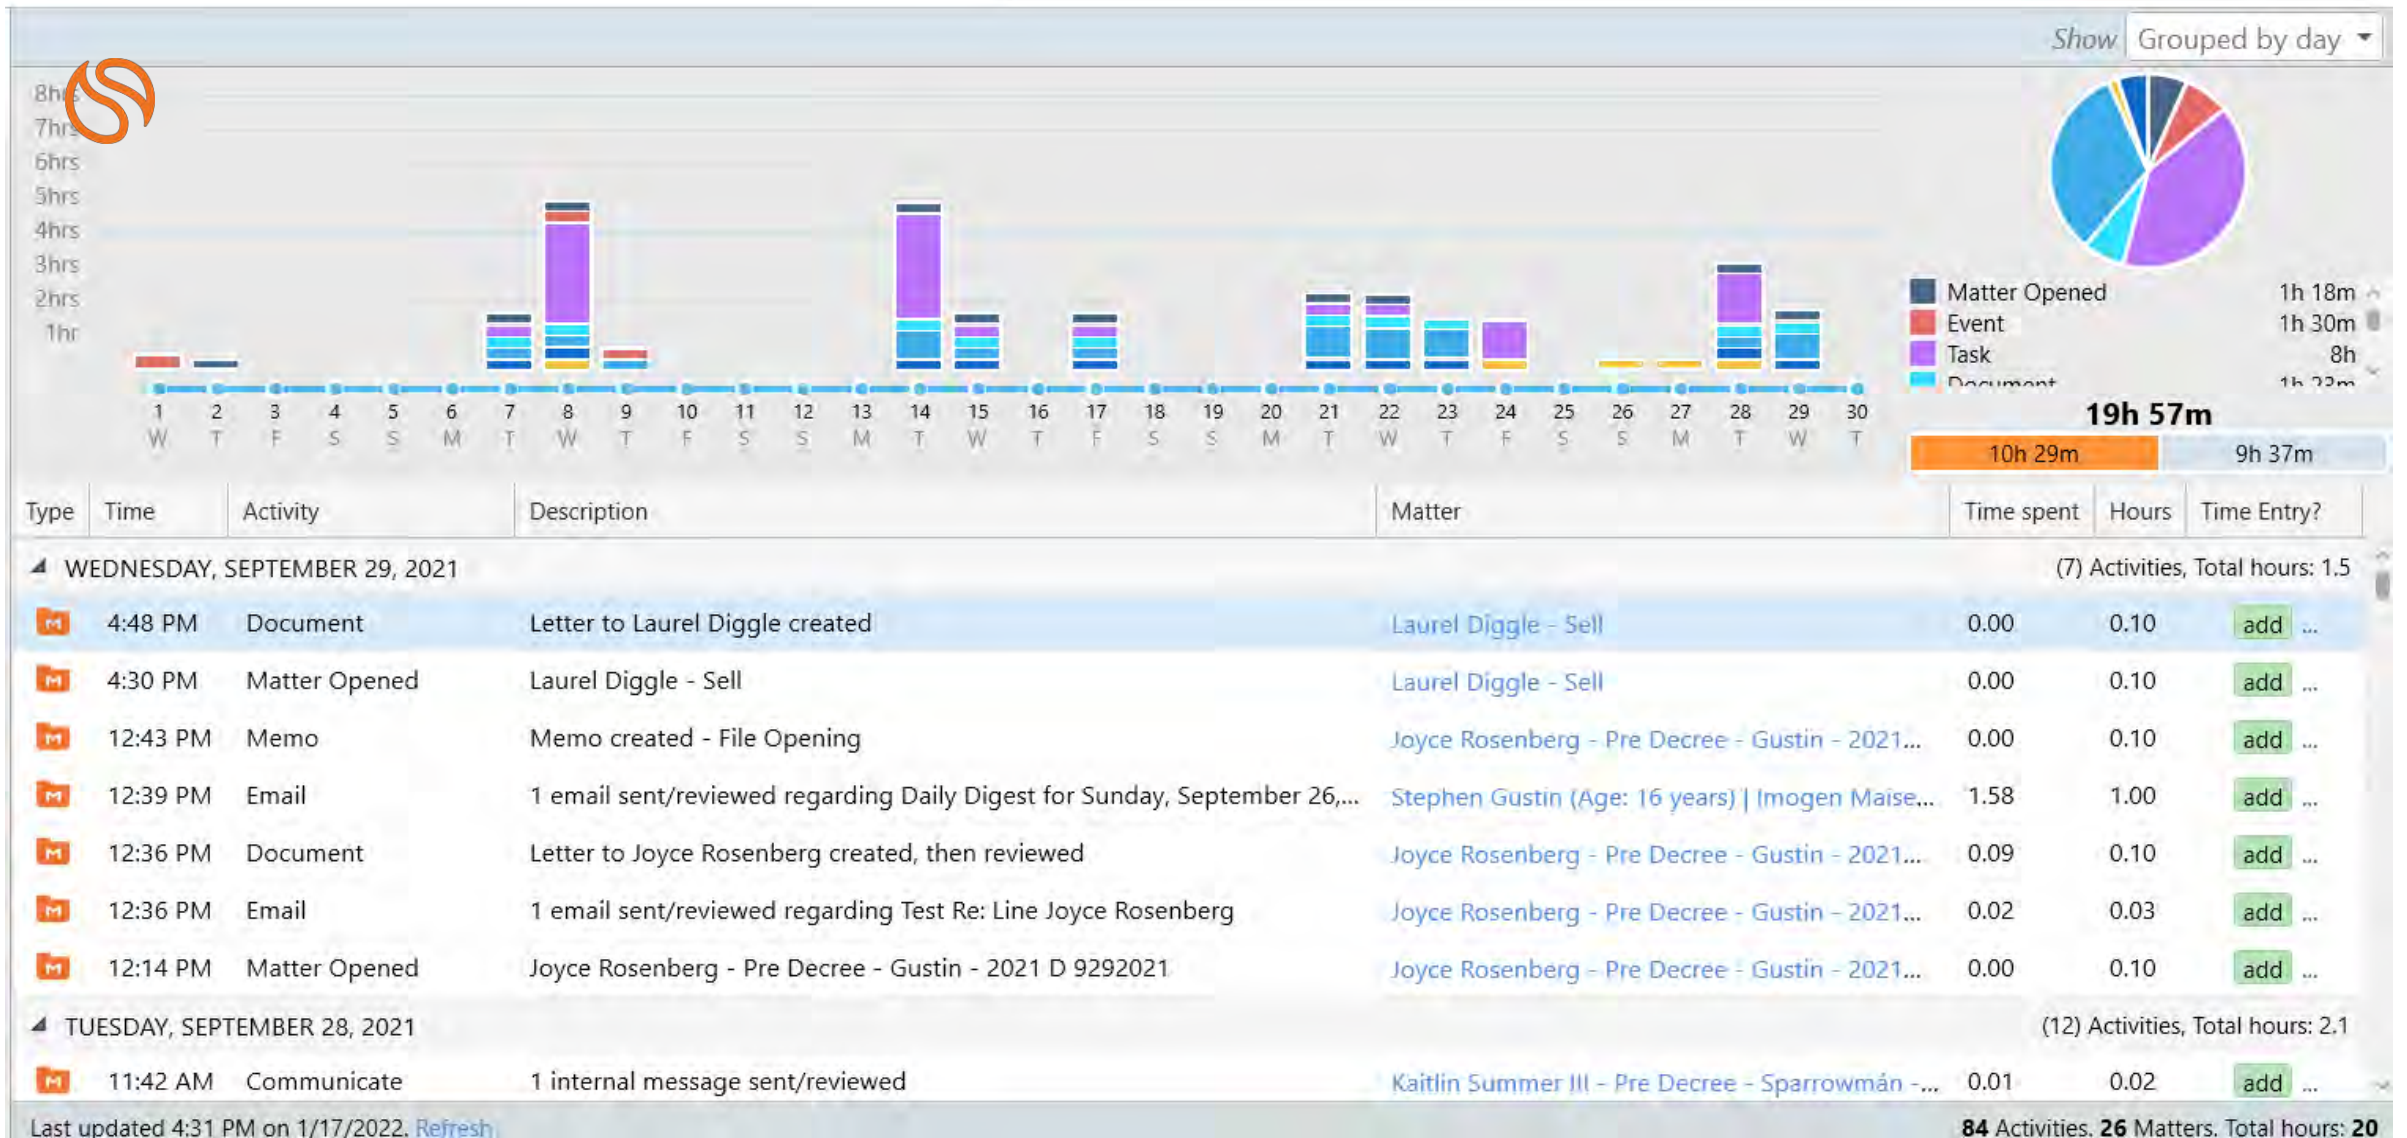 Show Grouped by day
8hrs
7hrs
6hrs
5hrs
4hrs
3hrs
2hrs
1hr
1 2 3 4 5 6 7 8 9 10 11 12 13 14 15 16 17 18 19 20 21 22 23 24 25 26 27 28 29 30
W T F S S M T W T F S S M T W T F S S M T W T F S S M T W T
Matter Opened 1h 18m
Event 1h 30m
Task 8h
Document 1h 23m
19h 57m
10h 29m 9h 37m
Type Time Activity Description Matter Time spent Hours Time Entry?
WEDNESDAY, SEPTEMBER 29, 2021 (7) Activities, Total hours: 1.5
4:48 PM Document Letter to Laurel Diggle created Laurel Diggle - Sell 0.00 0.10 add ...
4:30 PM Matter Opened Laurel Diggle - Sell Laurel Diggle - Sell 0.00 0.10 add ...
12:43 PM Memo Memo created - File Opening Joyce Rosenberg - Pre Decree - Gustin - 2021... 0.00 0.10 add ...
12:39 PM Email 1 email sent/reviewed regarding Daily Digest for Sunday, September 26,... Stephen Gustin (Age: 16 years) | Imogen Maise... 1.58 1.00 add ...
12:36 PM Document Letter to Joyce Rosenberg created, then reviewed Joyce Rosenberg - Pre Decree - Gustin - 2021... 0.09 0.10 add ...
12:36 PM Email 1 email sent/reviewed regarding Test Re: Line Joyce Rosenberg Joyce Rosenberg - Pre Decree - Gustin - 2021... 0.02 0.03 add ...
12:14 PM Matter Opened Joyce Rosenberg - Pre Decree - Gustin - 2021 D 9292021 Joyce Rosenberg - Pre Decree - Gustin - 2021... 0.00 0.10 add ...
TUESDAY, SEPTEMBER 28, 2021 (12) Activities, Total hours: 2.1
11:42 AM Communicate 1 internal message sent/reviewed Kaitlin Summer III - Pre Decree - Sparrowmán -... 0.01 0.02 add ...
Last updated 4:31 PM on 1/17/2022. Refresh 84 Activities. 26 Matters. Total hours: 20